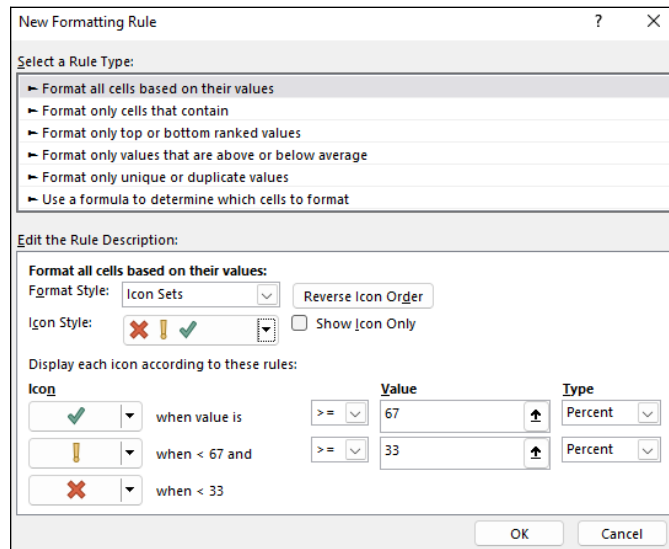 New Formatting Rule ?
Select a Rule Type:
► Format all cells based on their values
► Format only cells that contain
► Format only top or bottom ranked values
► Format only values that are above or below average
► Format only unique or duplicate values
► Use a formula to determine which cells to format
Edit the Rule Description:
Format all cells based on their values:
Format Style: Icon Sets Reverse Icon Order
Icon Style: Show Icon Only
Display each icon according to these rules:
Icon Value Type
when value is >= 67 Percent
when < 67 and >= 33 Percent
when < 33
OK Cancel